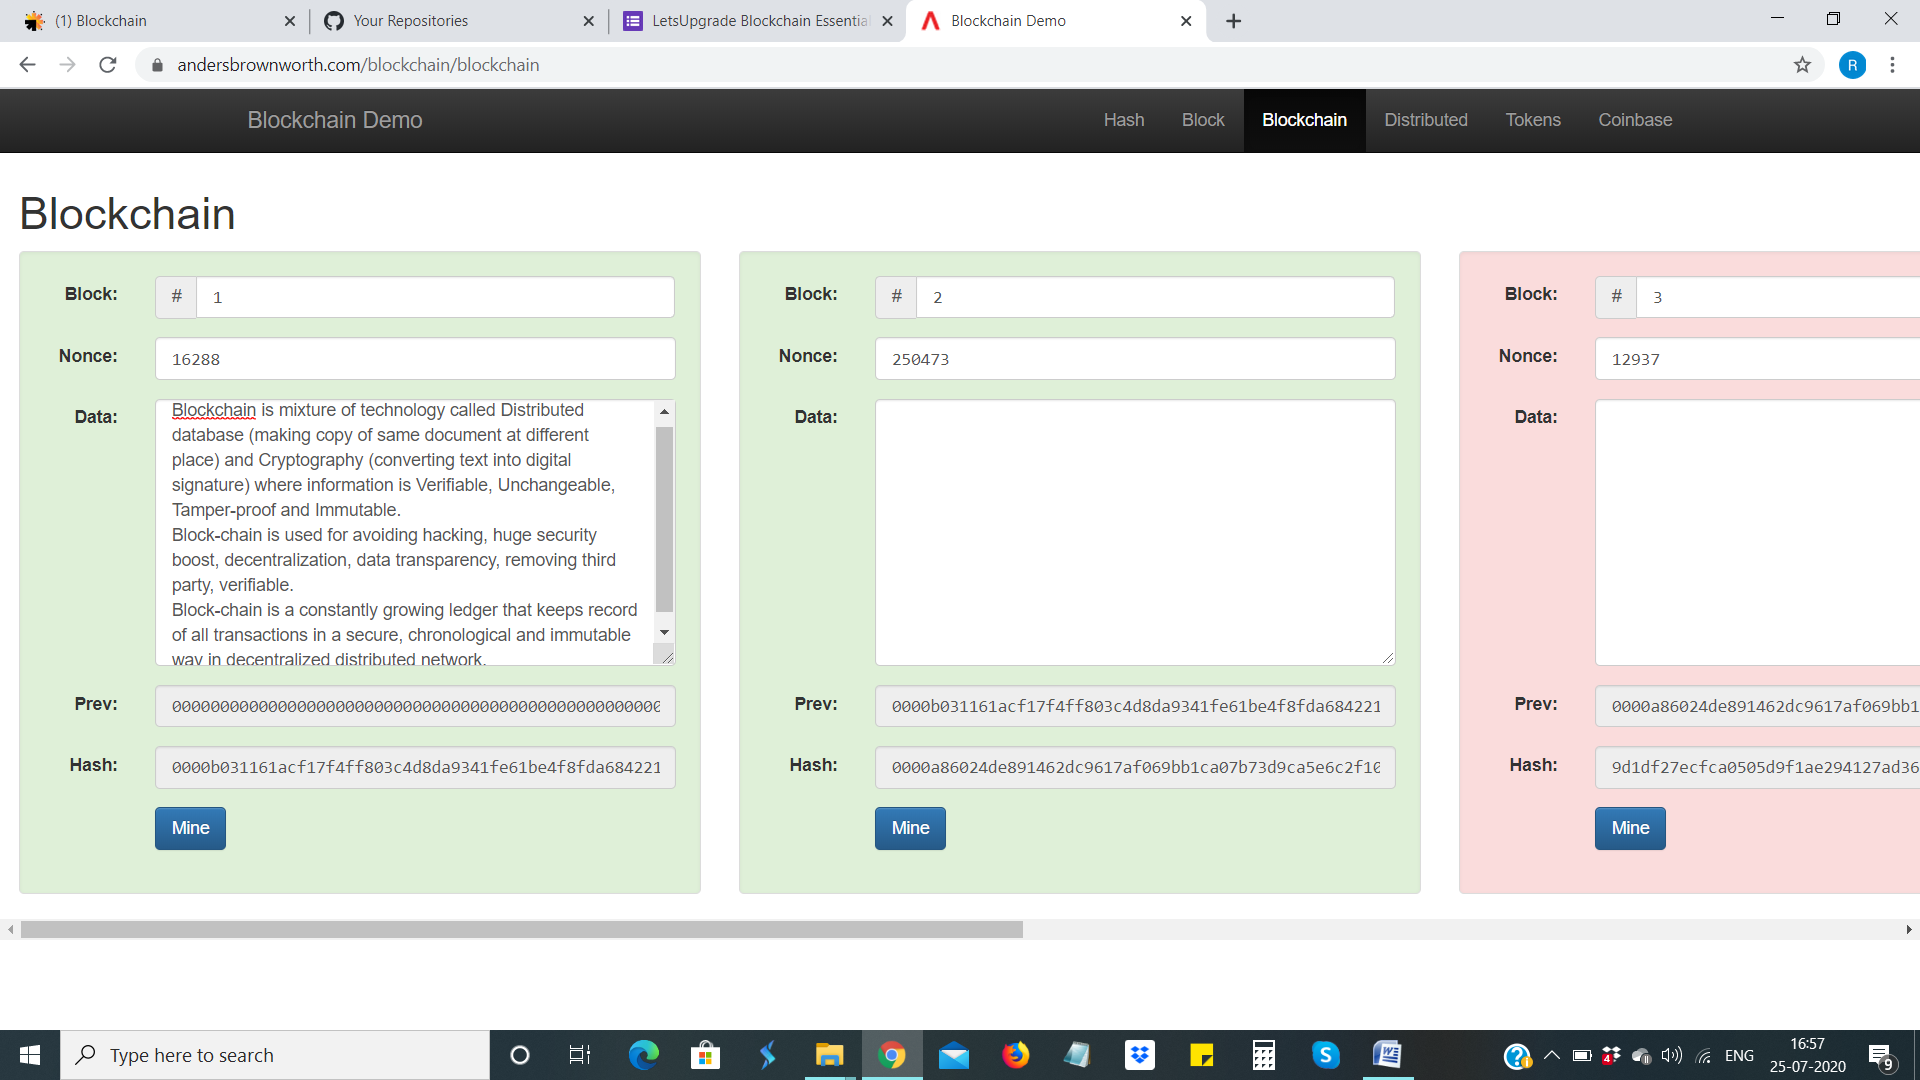 (1) Blockchain
Your Repositories
LetsUpgrade Blockchain Essentia
Blockchain Demo
andersbrownworth.com/blockchain/blockchain
R
Blockchain Demo
Hash
Block
Blockchain
Distributed
Tokens
Coinbase
Blockchain
Block:
# 1
Nonce:
16288
Data:
Blockchain is mixture of technology called Distributed
database (making copy of same document at different
place) and Cryptography (converting text into digital
signature) where information is Verifiable, Unchangeable,
Tamper-proof and Immutable.
Block-chain is used for avoiding hacking, huge security
boost, decentralization, data transparency, removing third
party, verifiable.
Block-chain is a constantly growing ledger that keeps record
of all transactions in a secure, chronological and immutable
way in decentralized distributed network.
Prev:
000000000000000000000000000000000000000000000000000
Hash:
0000b031161acf17f4ff803c4d8da9341fe61be4f8fda684221
Mine
Block:
# 2
Nonce:
250473
Data:
Prev:
0000b031161acf17f4ff803c4d8da9341fe61be4f8fda684221
Hash:
0000a86024de891462dc9617af069bb1ca07b73d9ca5e6c2f10
Mine
Block:
# 3
Nonce:
12937
Data:
Prev:
0000a86024de891462dc9617af069bb1
Hash:
9d1df27ecfca0505d9f1ae294127ad36
Mine
Type here to search
4
ENG
16:57
25-07-2020
9